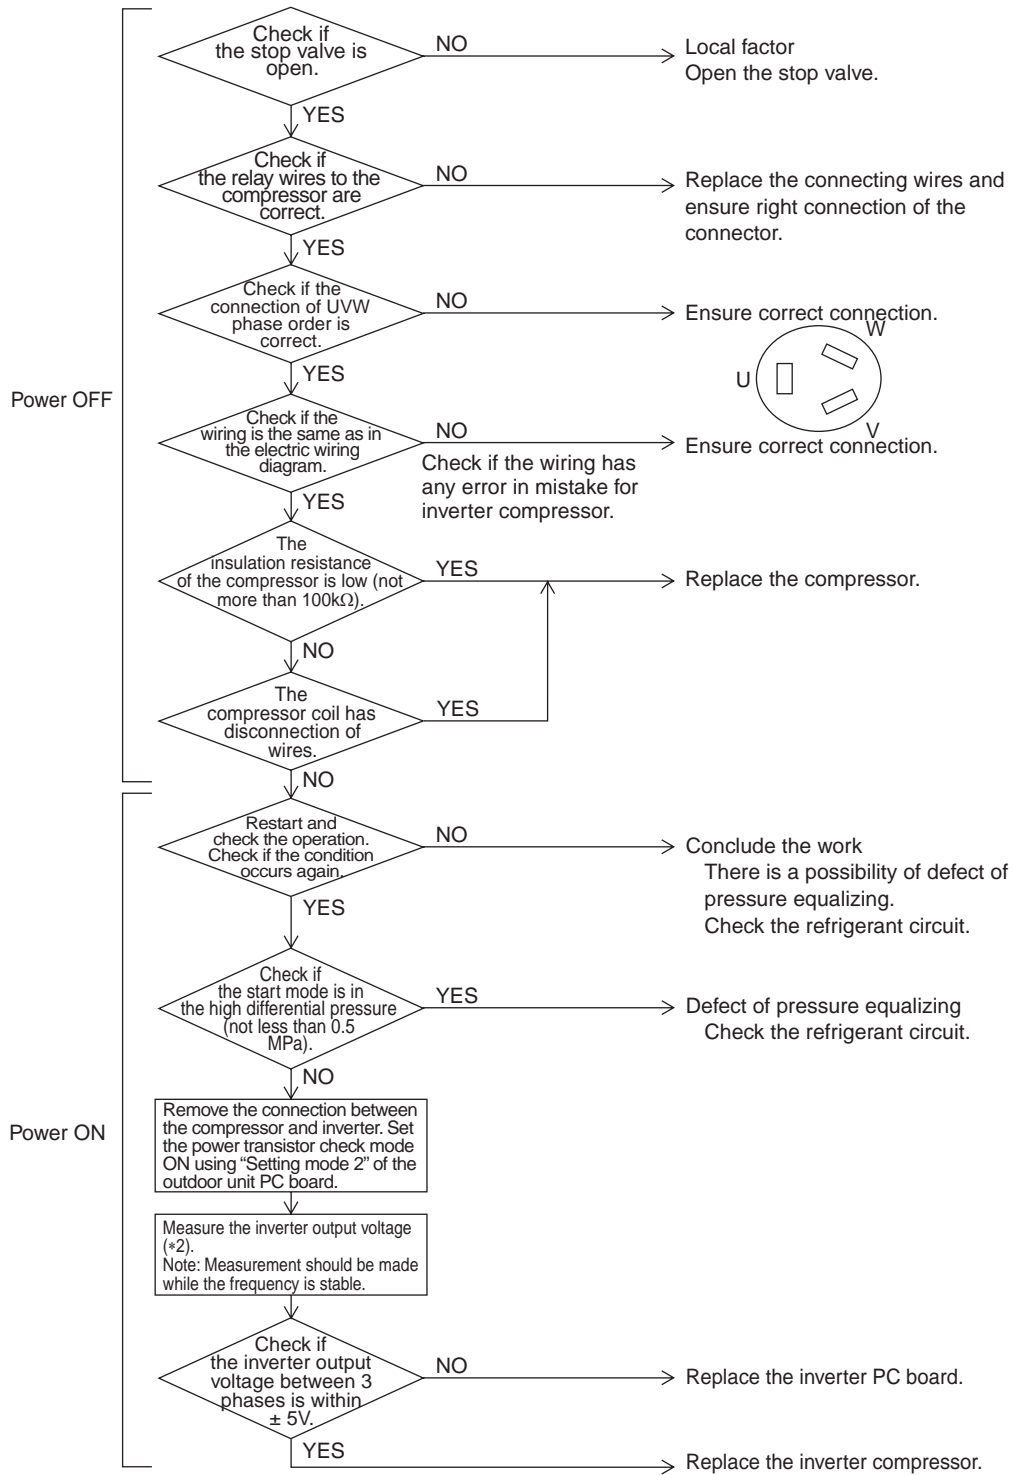 Check if
the stop valve is
open.
NO
Local factor
Open the stop valve.
YES
Check if
the relay wires to the
compressor are
correct.
NO
Replace the connecting wires and
ensure right connection of the
connector.
YES
Check if the
connection of UVW
phase order is
correct.
NO
Ensure correct connection.
W
U
V
YES
Power OFF
Check if the
wiring is the same as in
the electric wiring
diagram.
NO
Check if the wiring has
any error in mistake for
inverter compressor.
Ensure correct connection.
YES
The
insulation resistance
of the compressor is low (not
more than 100kΩ).
YES
Replace the compressor.
NO
The
compressor coil has
disconnection of
wires.
YES
NO
Restart and
check the operation.
Check if the condition
occurs again.
NO
Conclude the work
There is a possibility of defect of
pressure equalizing.
Check the refrigerant circuit.
YES
Check if
the start mode is in
the high differential pressure
(not less than 0.5
MPa).
YES
Defect of pressure equalizing
Check the refrigerant circuit.
NO
Power ON
Remove the connection between
the compressor and inverter. Set
the power transistor check mode
ON using “Setting mode 2” of the
outdoor unit PC board.
Measure the inverter output voltage
(*2).
Note: Measurement should be made
while the frequency is stable.
Check if
the inverter output
voltage between 3
phases is within
± 5V.
NO
Replace the inverter PC board.
YES
Replace the inverter compressor.